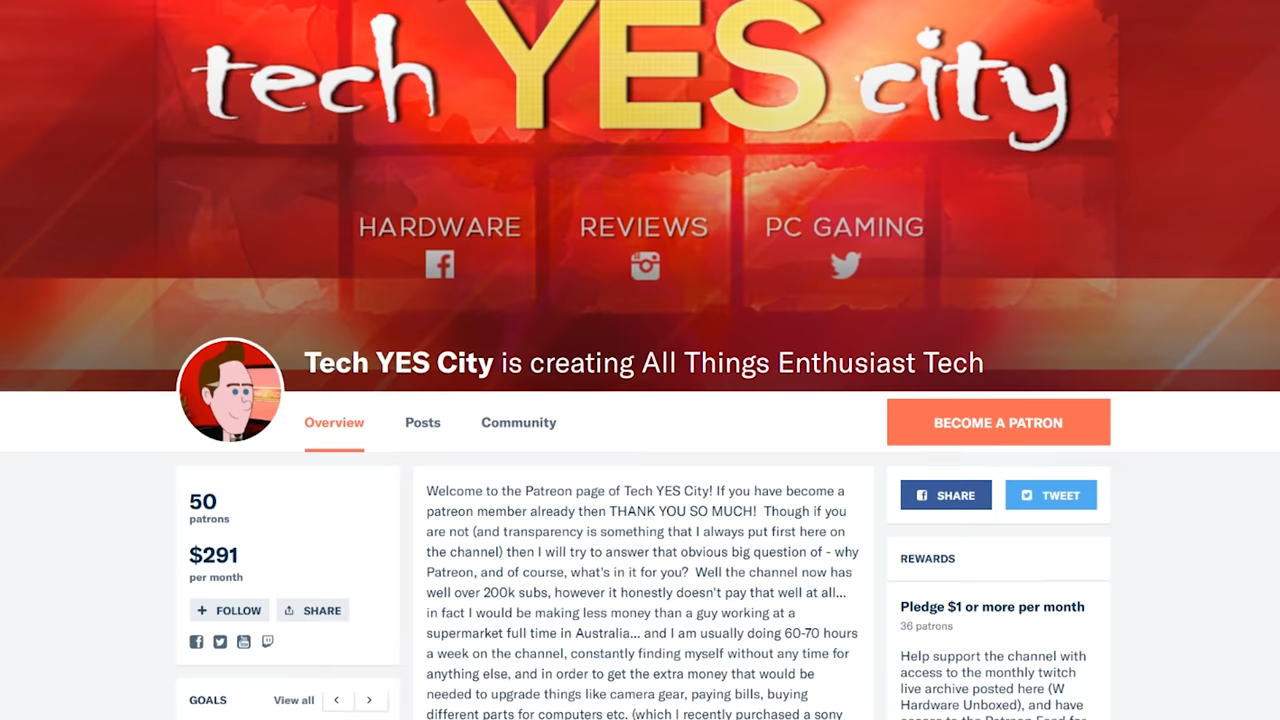 tech YES city
HARDWARE REVIEWS PC GAMING
Tech YES City is creating All Things Enthusiast Tech
Overview Posts Community
BECOME A PATRON
50
patrons
$291
per month
+ FOLLOW SHARE
GOALS View all < >
Welcome to the Patreon page of Tech YES City! If you have become a
patreon member already then THANK YOU SO MUCH! Though if you
are not (and transparency is something that I always put first here on
the channel) then I will try to answer that obvious big question of - why
Patreon, and of course, what's in it for you? Well the channel now has
well over 200k subs, however it honestly doesn't pay that well at all...
in fact I would be making less money than a guy working at a
supermarket full time in Australia... and I am usually doing 60-70 hours
a week on the channel, constantly finding myself without any time for
anything else, and in order to get the extra money that would be
needed to upgrade things like camera gear, paying bills, buying
different parts for computers etc. (which I recently purchased a sony
SHARE TWEET
REWARDS
Pledge $1 or more per month
36 patrons
Help support the channel with
access to the monthly twitch
live archive posted here (W
Hardware Unboxed), and have
access to the Patreon Feed for